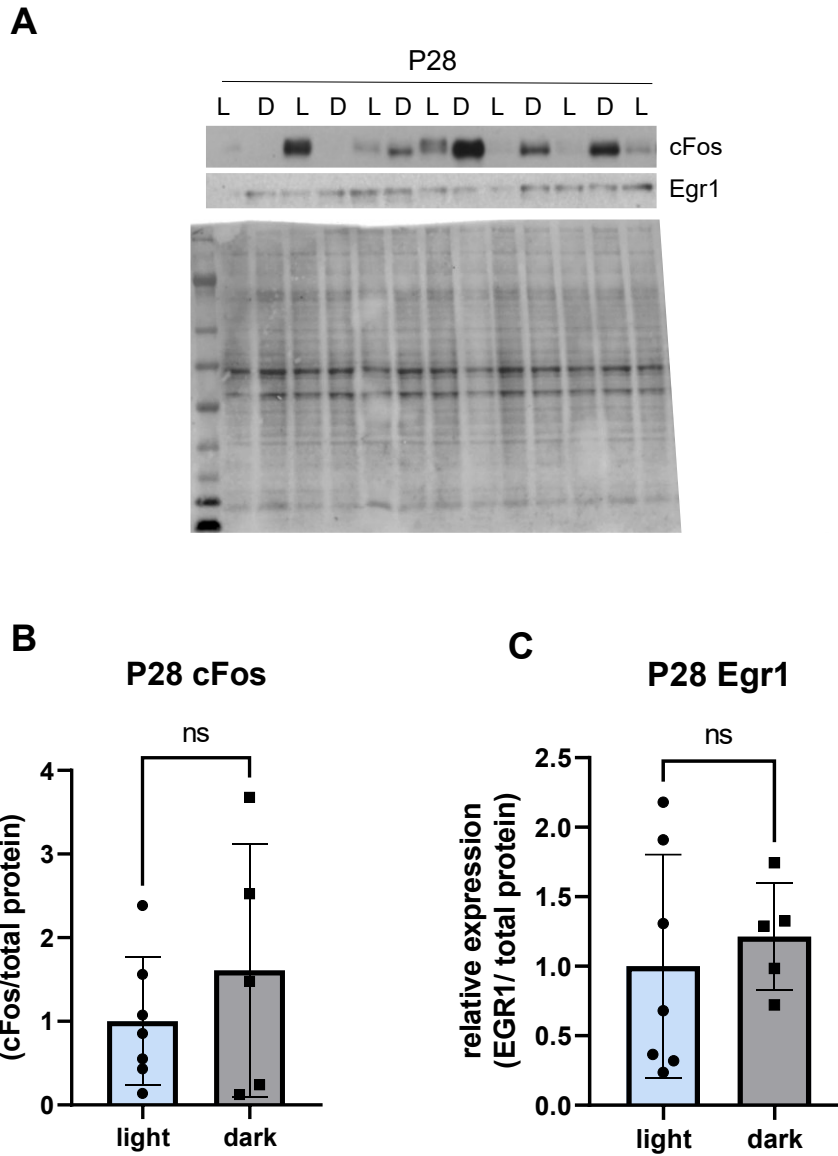 A
P28
L D L D L D L D L D L D L
cFos
Egr1
B
P28 cFos
ns
(cFos/total protein)
4
3
2
1
0
light dark
C
P28 Egr1
ns
relative expression
(EGR1/ total protein)
2.5
2.0
1.5
1.0
0.5
0.0
light dark